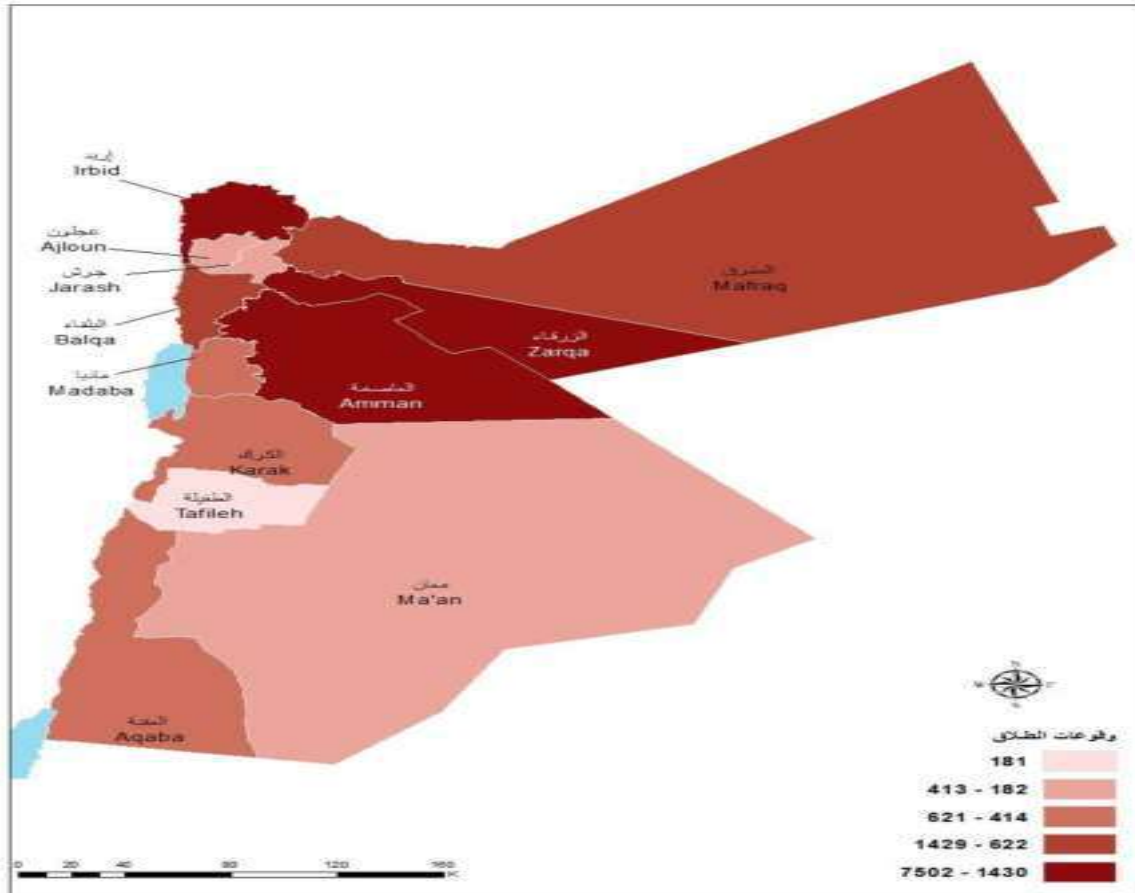 إربد
Irbid
عجلون
Ajloun
جرش
Jarash
البلقاء
Balqa
مادبا
Madaba
المفرق
Mafraq
الزرقاء
Zarqa
العاصمة
Amman
الكرك
Karak
الطفيلة
Tafileh
معان
Ma'an
العقبة
Aqaba
N
S
وقوعات الطلاق
181
413 - 182
621 - 414
1429 - 622
7502 - 1430
0 20 40 80 120 160